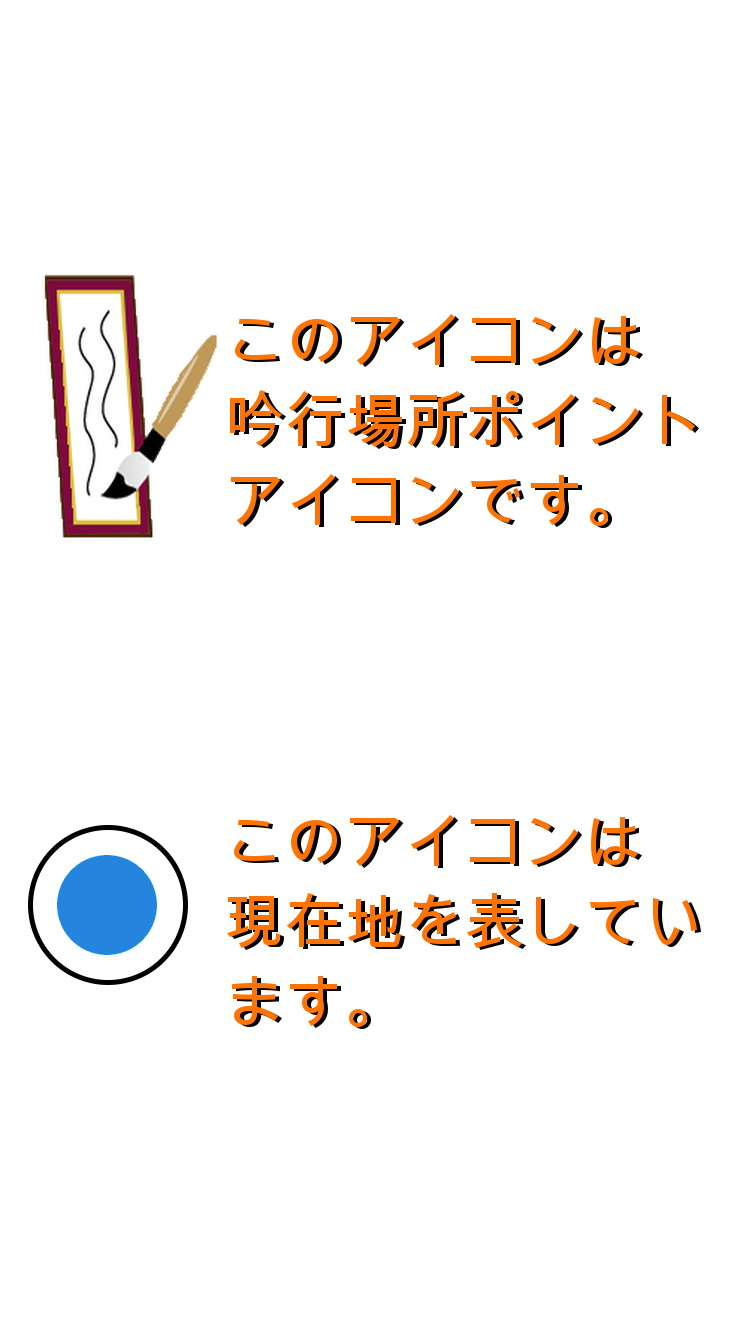 このアイコンは
吟行場所ポイント
アイコンです。
このアイコンは
現在地を表してい
ます。